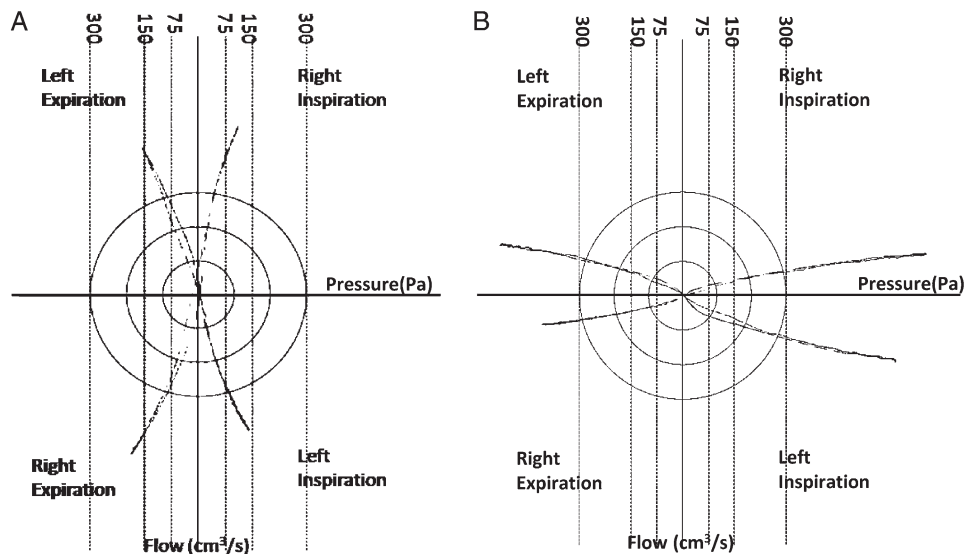 A
300
150
75
75
150
300
Left
Expiration
Right
Inspiration
Pressure(Pa)
Right
Expiration
Left
Inspiration
Flow (cm³/s)
B
300
150
75
75
150
300
Left
Expiration
Right
Inspiration
Pressure(Pa)
Right
Expiration
Left
Inspiration
Flow (cm³/s)